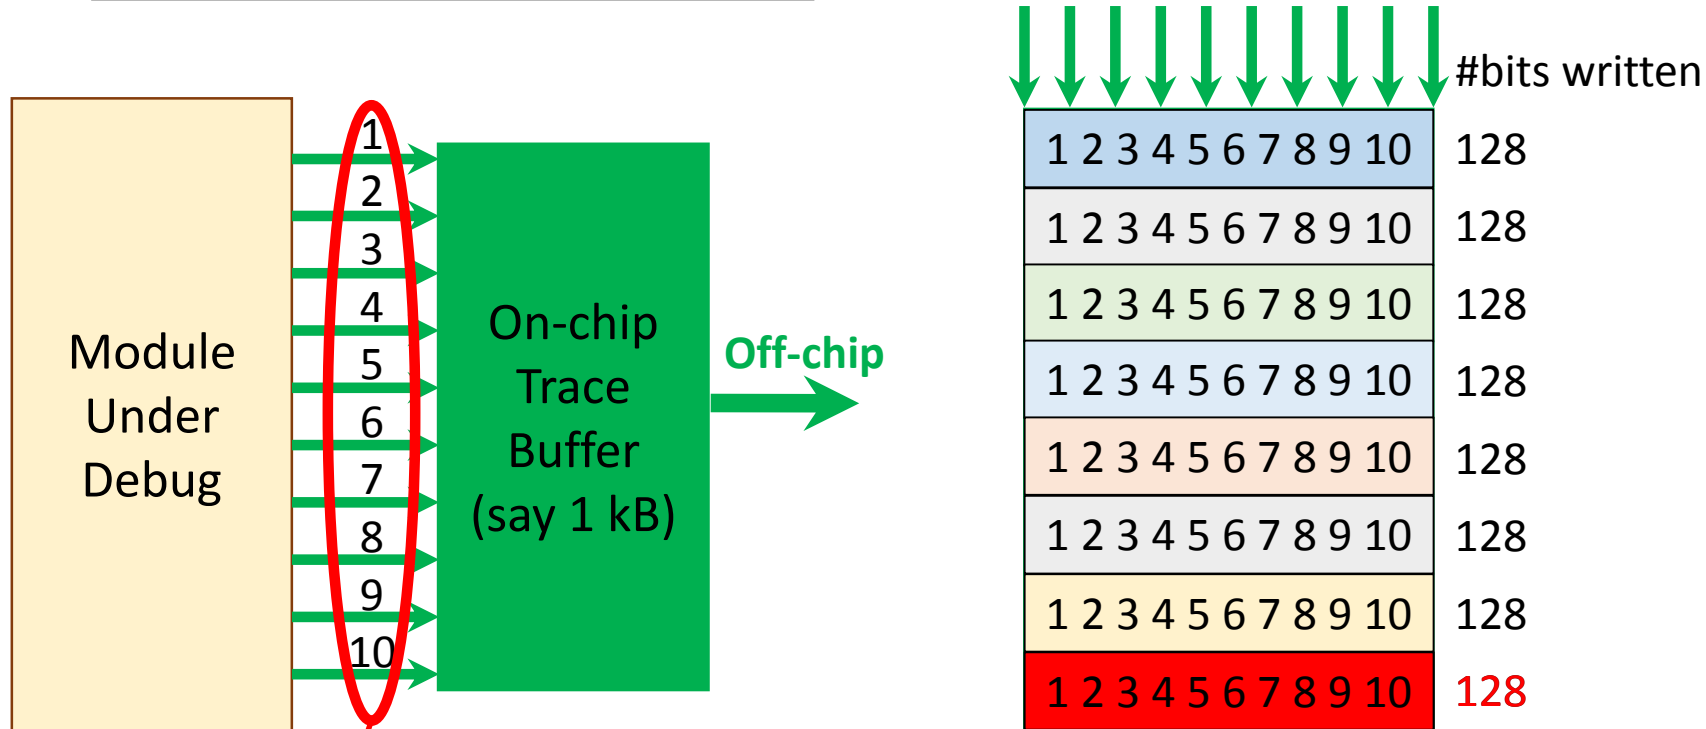 Module
Under
Debug
1
2
3
4
5
6
7
8
9
10
On-chip
Trace
Buffer
(say 1 kB)
Off-chip
#bits written
1 2 3 4 5 6 7 8 9 10 128
1 2 3 4 5 6 7 8 9 10 128
1 2 3 4 5 6 7 8 9 10 128
1 2 3 4 5 6 7 8 9 10 128
1 2 3 4 5 6 7 8 9 10 128
1 2 3 4 5 6 7 8 9 10 128
1 2 3 4 5 6 7 8 9 10 128
1 2 3 4 5 6 7 8 9 10 128